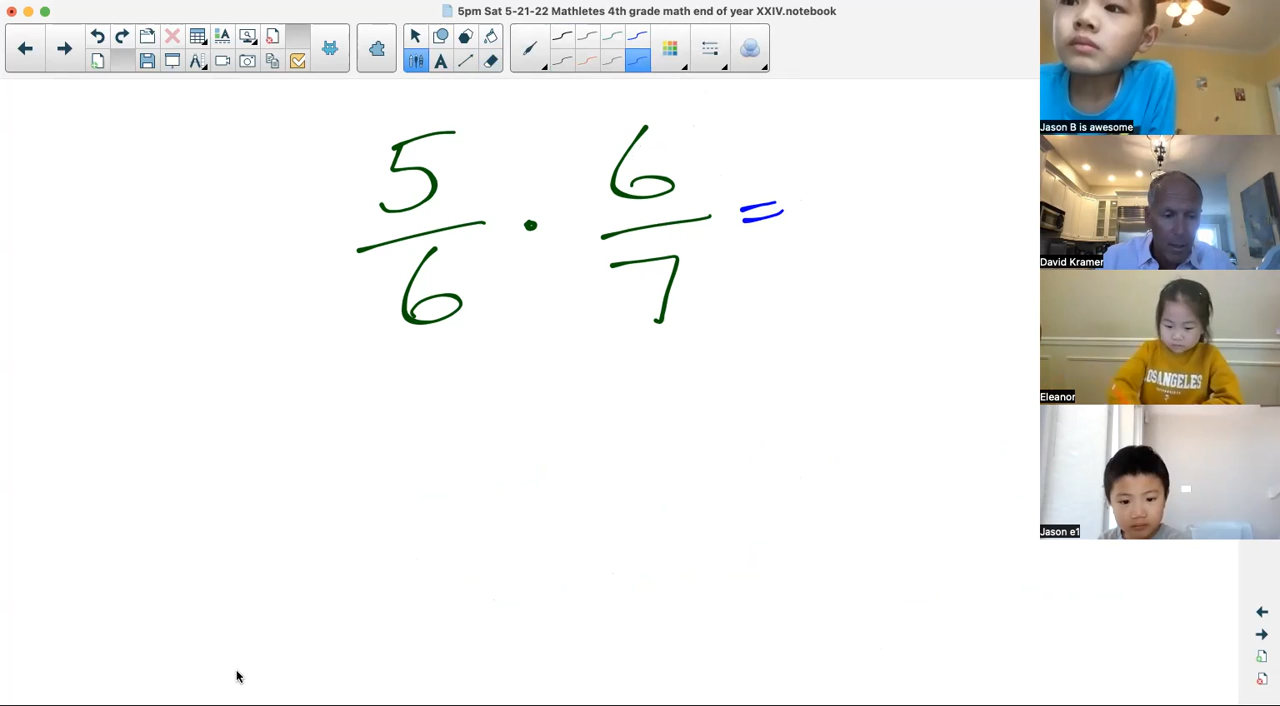 5pm Sat 5-21-22 Mathletes 4th grade math end of year XXIV.notebook
5/6 · 6/7 =
Jason B is awesome
David Kramer
LOSANGELES
Eleanor
Jason e1